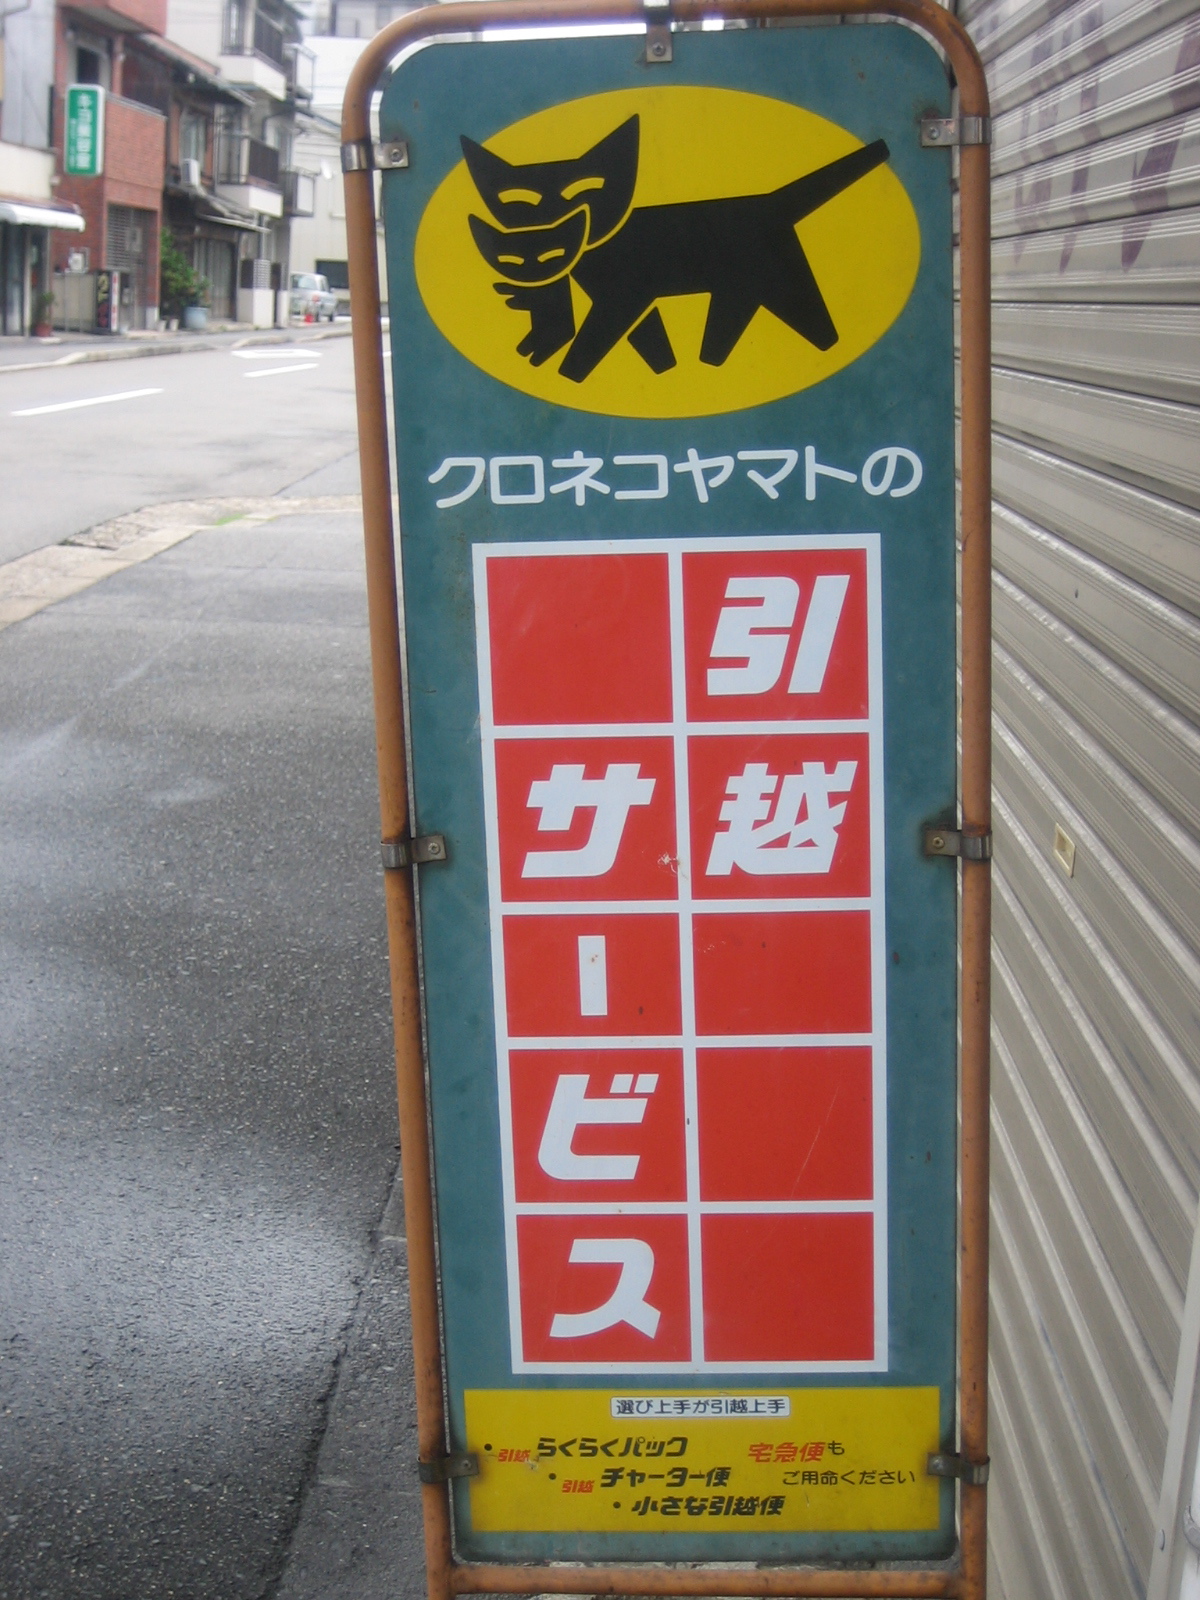 クロネコヤマトの
引越
サービス
選び上手が引越上手
・引越らくらくパック
・引越チャーター便
・小さな引越便
宅急便も
ご用命ください